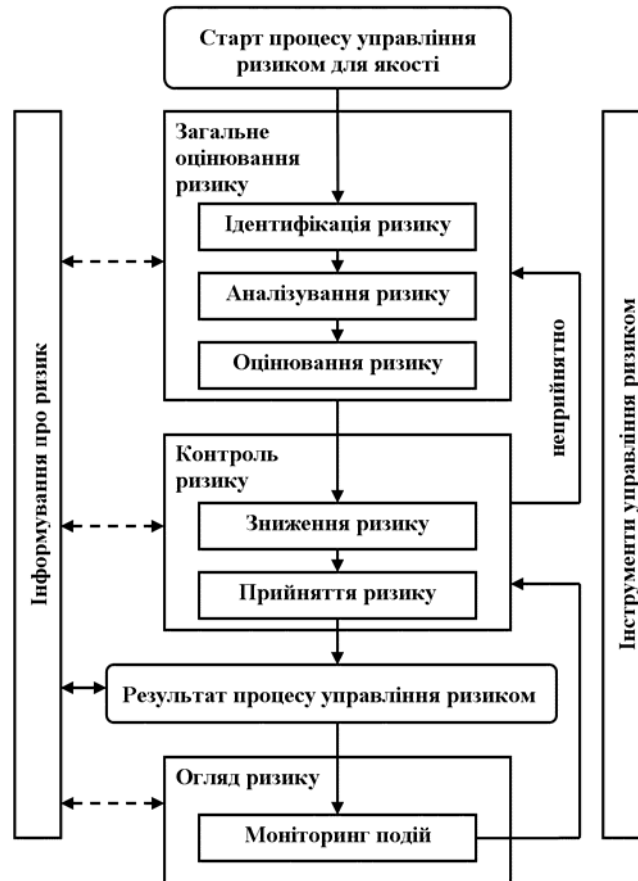 Старт процесу управління
ризиком для якості
Загальне
оцінювання
ризику
Ідентифікація ризику
Аналізування ризику
Оцінювання ризику
неприйнятно
Інформування про ризик
Інструменти управління ризиком
Контроль
ризику
Зниження ризику
Прийняття ризику
Результат процесу управління ризиком
Огляд ризику
Моніторинг подій